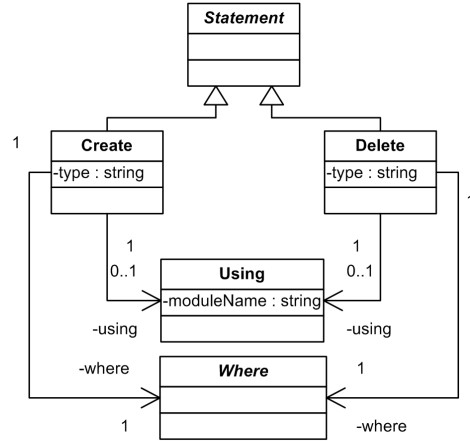 Statement
1
Create
Delete
-type : string
-type : string
1
1
1
0..1
0..1
Using
-moduleName : string
-using
-using
-where
Where
1
1
-where